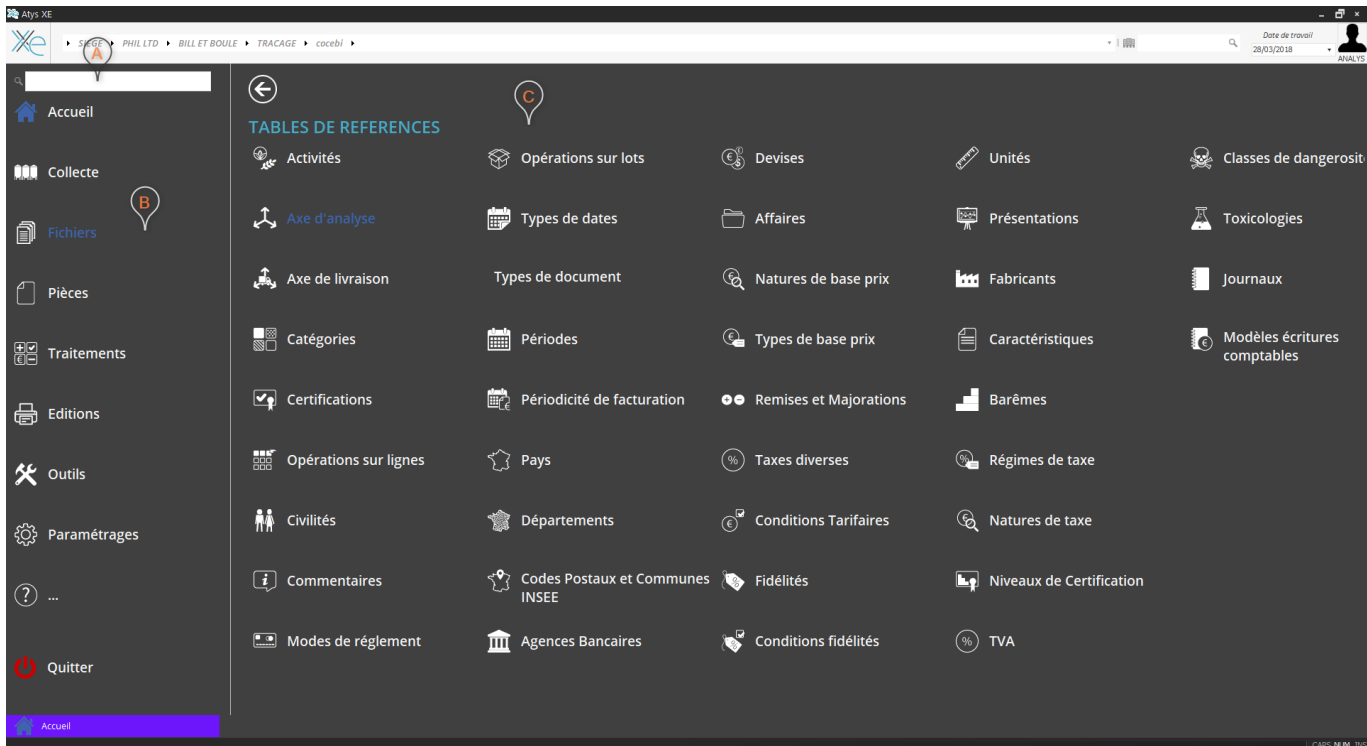 Atys XE
Xe
SIEGE PHIL LTD BILL ET BOULE TRACAGE cocebi
Date de travail
28/03/2018
ANALYS
A
Accueil
Collecte
B
Fichiers
Pièces
Traitements
Editions
Outils
Paramétrages
...
Quitter
Accueil
C
TABLES DE REFERENCES
Activités
Axe d'analyse
Axe de livraison
Catégories
Certifications
Opérations sur lignes
Civilités
Commentaires
Modes de réglement
Opérations sur lots
Types de dates
Types de document
Périodes
Périodicité de facturation
Pays
Départements
Codes Postaux et Communes
INSEE
Agences Bancaires
Devises
Affaires
Natures de base prix
Types de base prix
Remises et Majorations
Taxes diverses
Conditions Tarifaires
Fidélités
Conditions fidélités
Unités
Présentations
Fabricants
Caractéristiques
Barêmes
Régimes de taxe
Natures de taxe
Niveaux de Certification
TVA
Classes de dangerosit
Toxicologies
Journaux
Modèles écritures
comptables
CAPS NUM INS